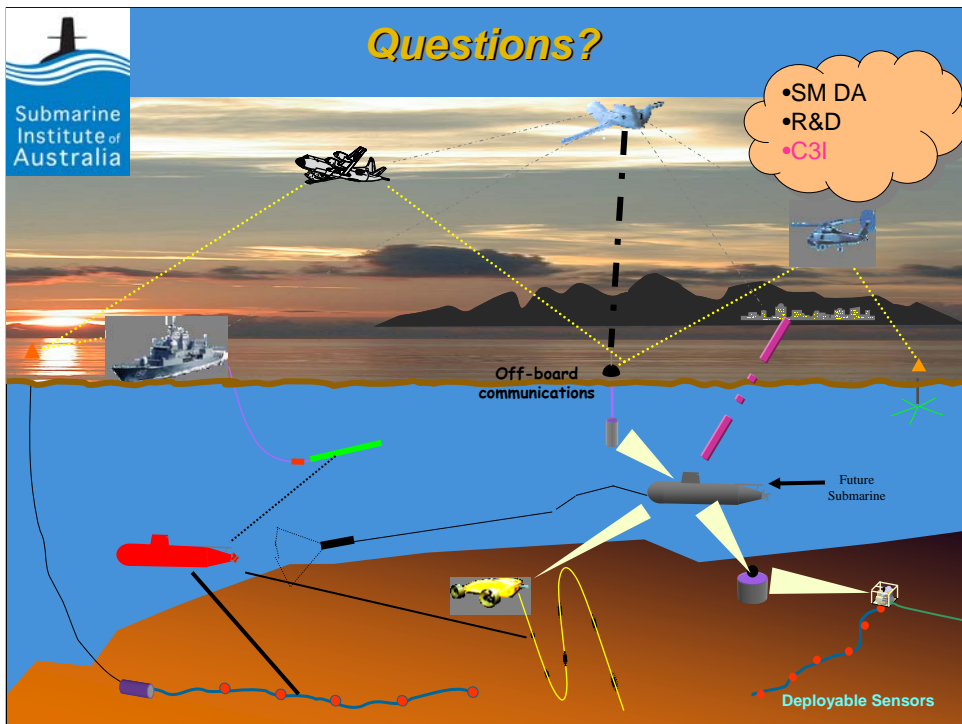 Questions?
Submarine
Institute of
Australia
•SM DA
•R&D
•C3I
Off-board
communications
Future
Submarine
Deployable Sensors